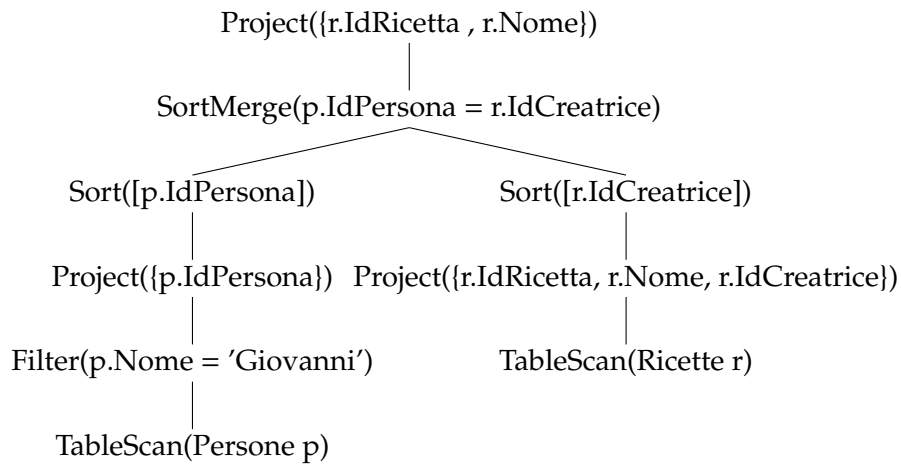 Project({r.IdRicetta , r.Nome})
SortMerge(p.IdPersona = r.IdCreatrice)
Sort([p.IdPersona])
Sort([r.IdCreatrice])
Project({p.IdPersona})
Project({r.IdRicetta, r.Nome, r.IdCreatrice})
Filter(p.Nome = ’Giovanni’)
TableScan(Ricette r)
TableScan(Persone p)